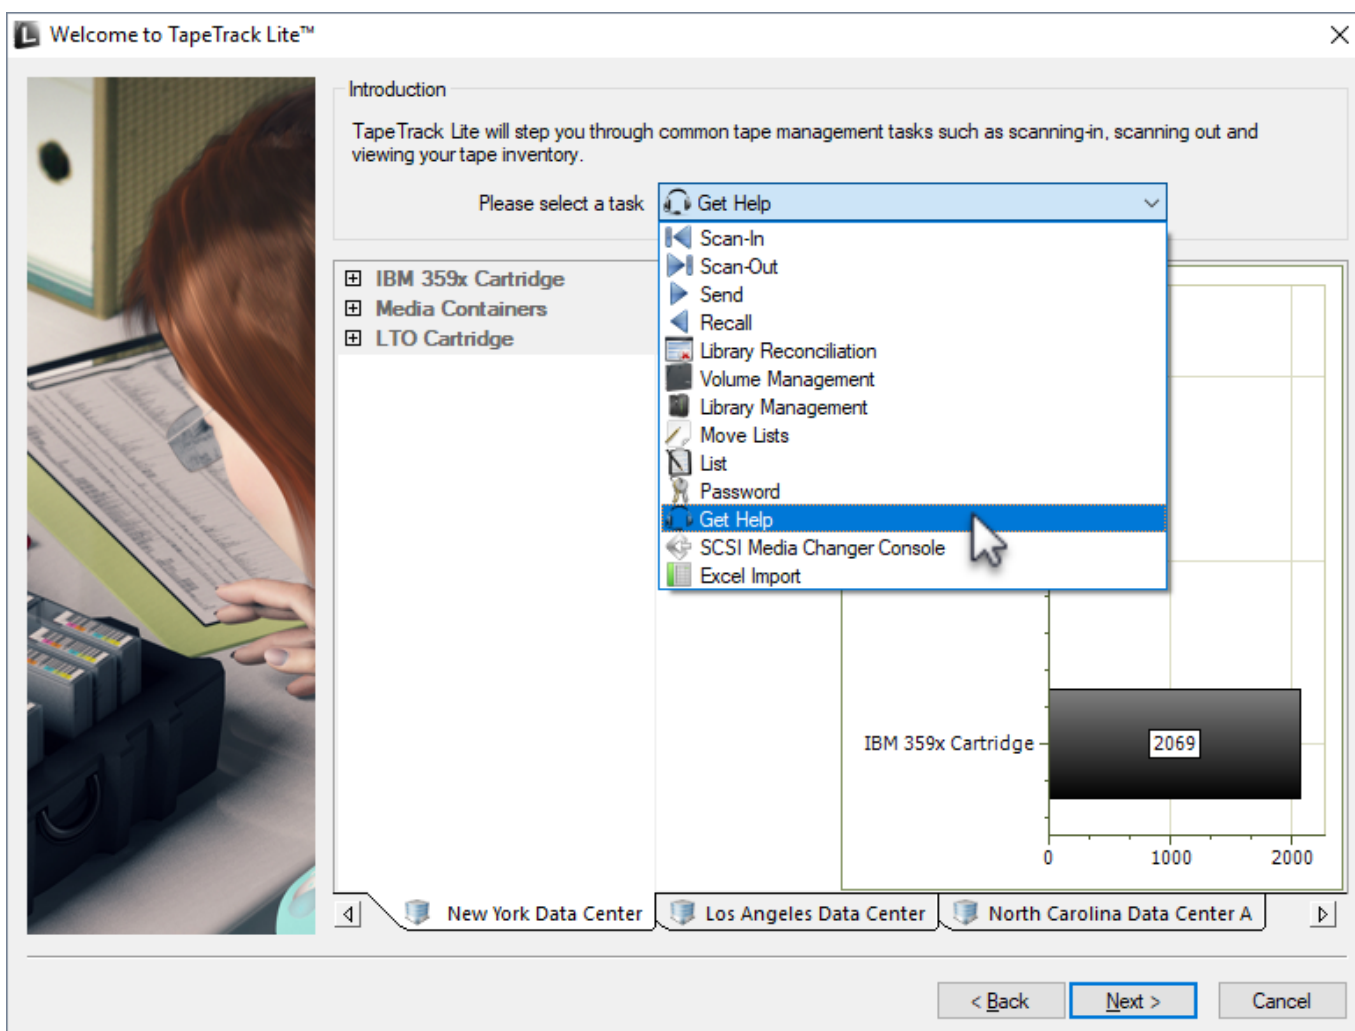 Welcome to TapeTrack Lite™
Introduction
TapeTrack Lite will step you through common tape management tasks such as scanning-in, scanning out and
viewing your tape inventory.
Please select a task
Get Help
Scan-In
Scan-Out
Send
Recall
Library Reconciliation
Volume Management
Library Management
Move Lists
List
Password
Get Help
SCSI Media Changer Console
Excel Import
IBM 359x Cartridge
Media Containers
LTO Cartridge
IBM 359x Cartridge
2069
0 1000 2000
New York Data Center
Los Angeles Data Center
North Carolina Data Center A
< Back
Next >
Cancel